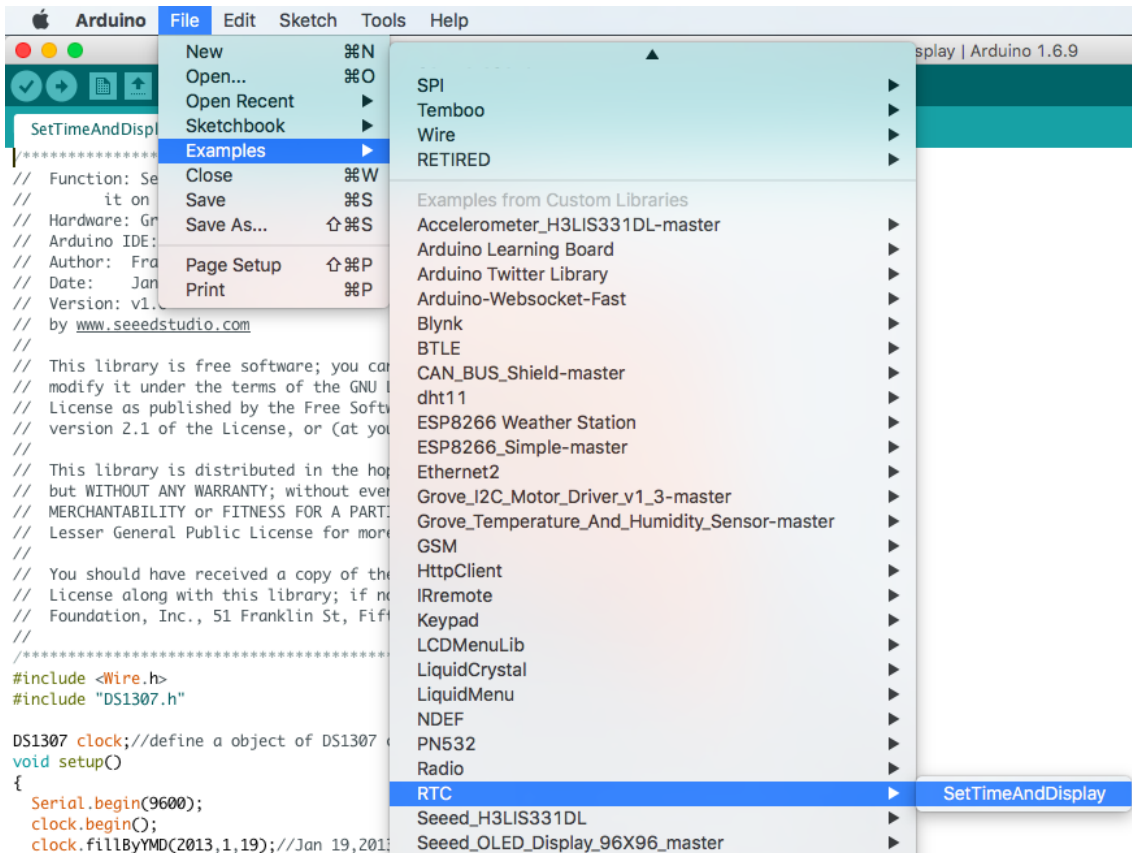 Arduino File Edit Sketch Tools Help
splay | Arduino 1.6.9
SetTimeAndDispl
New ⌘N
Open... ⌘O
Open Recent ▶
Sketchbook ▶
Examples ▶
Close ⌘W
Save ⌘S
Save As... ⇧⌘S
Page Setup ⇧⌘P
Print ⌘P
SPI
Temboo
Wire
RETIRED
Examples from Custom Libraries
Accelerometer_H3LIS331DL-master
Arduino Learning Board
Arduino Twitter Library
Arduino-Websocket-Fast
Blynk
BTLE
CAN_BUS_Shield-master
dht11
ESP8266 Weather Station
ESP8266_Simple-master
Ethernet2
Grove_I2C_Motor_Driver_v1_3-master
Grove_Temperature_And_Humidity_Sensor-master
GSM
HttpClient
IRremote
Keypad
LCDMenuLib
LiquidCrystal
LiquidMenu
NDEF
PN532
Radio
RTC
Seeed_H3LIS331DL
Seeed_OLED_Display_96X96_master
SetTimeAndDisplay
/***************
// Function: Se
// it on
// Hardware: Gr
// Arduino IDE:
// Author: Fra
// Date: Jan
// Version: v1.
// by www.seeedstudio.com
//
// This library is free software; you can
// modify it under the terms of the GNU L
// License as published by the Free Softw
// version 2.1 of the License, or (at you
//
// This library is distributed in the hop
// but WITHOUT ANY WARRANTY; without ever
// MERCHANTABILITY or FITNESS FOR A PARTI
// Lesser General Public License for more
//
// You should have received a copy of the
// License along with this library; if no
// Foundation, Inc., 51 Franklin St, Fift
//
/****************************************
#include <Wire.h>
#include "DS1307.h"
DS1307 clock;//define a object of DS1307 c
void setup()
{
Serial.begin(9600);
clock.begin();
clock.fillByYMD(2013,1,19);//Jan 19,2013